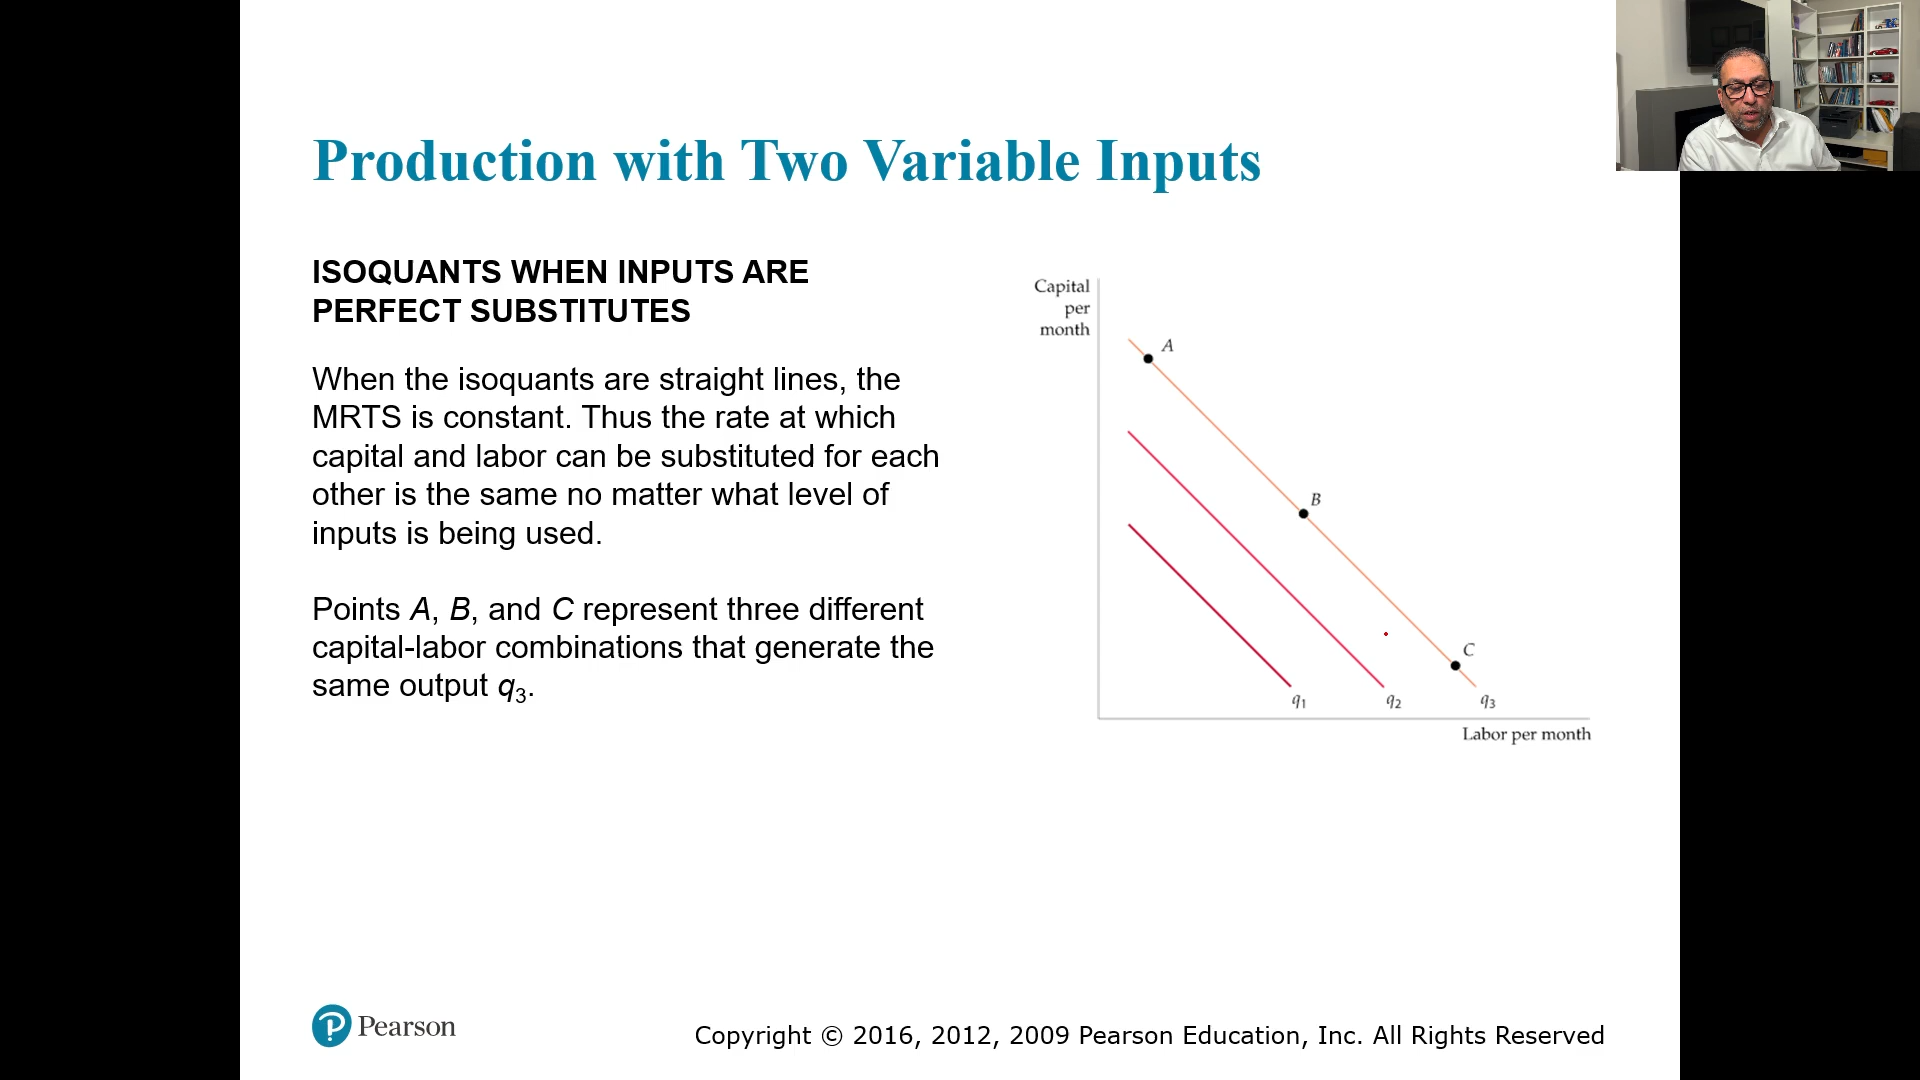 Production with Two Variable Inputs
ISOQUANTS WHEN INPUTS ARE
PERFECT SUBSTITUTES
When the isoquants are straight lines, the
MRTS is constant. Thus the rate at which
capital and labor can be substituted for each
other is the same no matter what level of
inputs is being used.
Points A, B, and C represent three different
capital-labor combinations that generate the
same output q₃.
Capital
per
month
A
B
C
q₁
q₂
q₃
Labor per month
Pearson
Copyright © 2016, 2012, 2009 Pearson Education, Inc. All Rights Reserved